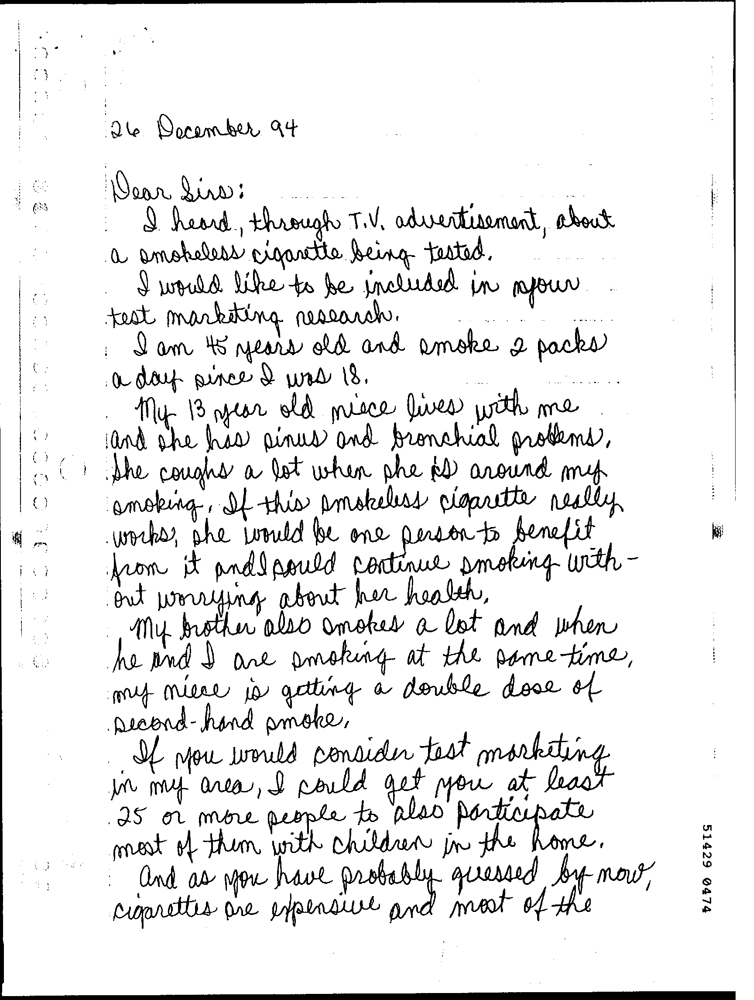 26 December 94
Dear Sirs:
I heard, through T.V. advertisement, about
a smokeless cigarette being tested.
I would like to be included in your
test marketing research.
I am 45 years old and smoke 2 packs
a day since I was 18.
My 13 year old niece lives with me
and she has sinus and bronchial problems.
She coughs a lot when she is around my
smoking. If this smokeless cigarette really
works, she would be one person to benefit
from it and I could continue smoking with-
out worrying about her health.
My brother also smokes a lot and when
he and I are smoking at the same time,
my niece is getting a double dose of
second-hand smoke.
If you would consider test marketing
in my area, I could get you at least
25 or more people to also participate
most of them with children in the home.
And as you have probably guessed by now,
cigarettes are expensive and most of the
51429 0474